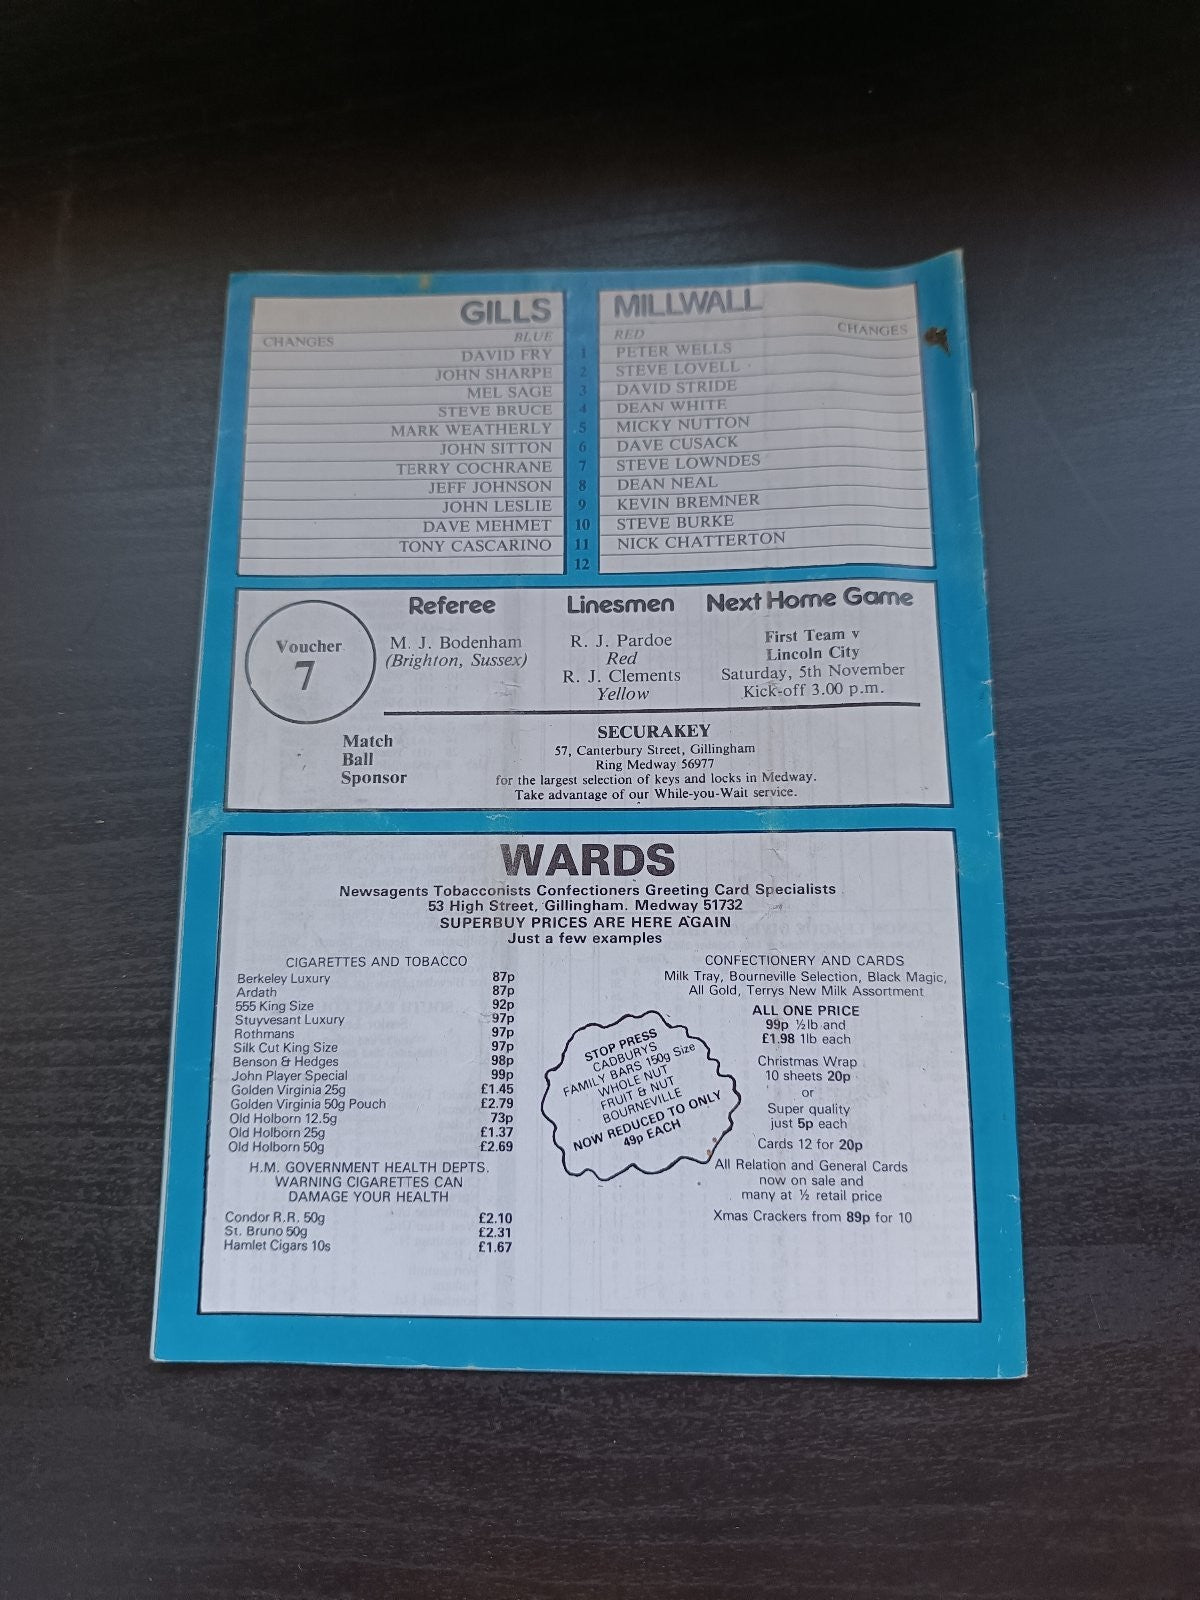 GILLS
CHANGES BLUE
DAVID FRY
JOHN SHARPE
MEL SAGE
STEVE BRUCE
MARK WEATHERLY
JOHN SITTON
TERRY COCHRANE
JEFF JOHNSON
JOHN LESLIE
DAVE MEHMET
TONY CASCARINO
1
2
3
4
5
6
7
8
9
10
11
12
MILLWALL
RED CHANGES
PETER WELLS
STEVE LOVELL
DAVID STRIDE
DEAN WHITE
MICKY NUTTON
DAVE CUSACK
STEVE LOWNDES
DEAN NEAL
KEVIN BREMNER
STEVE BURKE
NICK CHATTERTON
Voucher
7
Referee
M. J. Bodenham
(Brighton, Sussex)
Linesmen
R. J. Pardoe
Red
R. J. Clements
Yellow
Next Home Game
First Team v
Lincoln City
Saturday, 5th November
Kick-off 3.00 p.m.
Match
Ball
Sponsor
SECURAKEY
57, Canterbury Street, Gillingham
Ring Medway 56977
for the largest selection of keys and locks in Medway.
Take advantage of our While-you-Wait service.
WARDS
Newsagents Tobacconists Confectioners Greeting Card Specialists
53 High Street, Gillingham. Medway 51732
SUPERBUY PRICES ARE HERE AGAIN
Just a few examples
CIGARETTES AND TOBACCO
Berkeley Luxury 87p
Ardath 87p
555 King Size 92p
Stuyvesant Luxury 97p
Rothmans 97p
Silk Cut King Size 97p
Benson & Hedges 98p
John Player Special 99p
Golden Virginia 25g £1.45
Golden Virginia 50g Pouch £2.79
Old Holborn 12.5g 73p
Old Holborn 25g £1.37
Old Holborn 50g £2.69
H.M. GOVERNMENT HEALTH DEPTS.
WARNING CIGARETTES CAN
DAMAGE YOUR HEALTH
Condor R.R. 50g £2.10
St. Bruno 50g £2.31
Hamlet Cigars 10s £1.67
STOP PRESS
CADBURYS
FAMILY BARS 150g Size
WHOLE NUT
FRUIT & NUT
BOURNEVILLE
NOW REDUCED TO ONLY
49p EACH
CONFECTIONERY AND CARDS
Milk Tray, Bourneville Selection, Black Magic,
All Gold, Terrys New Milk Assortment
ALL ONE PRICE
99p ½lb and
£1.98 1lb each
Christmas Wrap
10 sheets 20p
or
Super quality
just 5p each
Cards 12 for 20p
All Relation and General Cards
now on sale and
many at ½ retail price
Xmas Crackers from 89p for 10